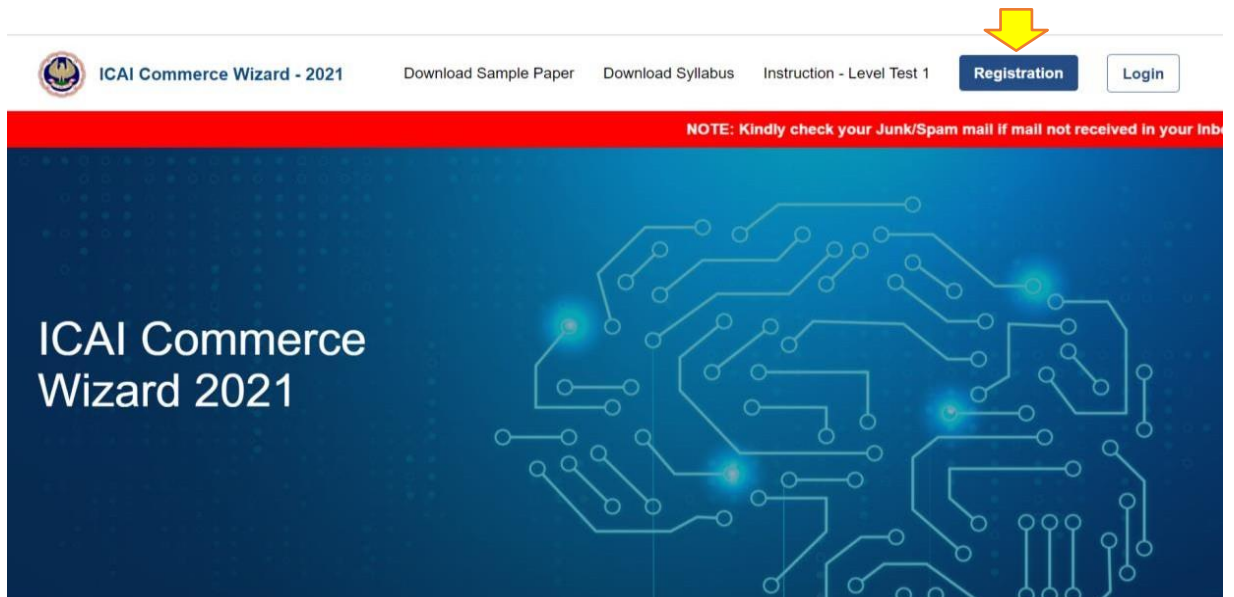 ICAI Commerce Wizard - 2021 Download Sample Paper Download Syllabus Instruction - Level Test 1 Registration Login
NOTE: Kindly check your Junk/Spam mail if mail not received in your
ICAI Commerce
Wizard 2021